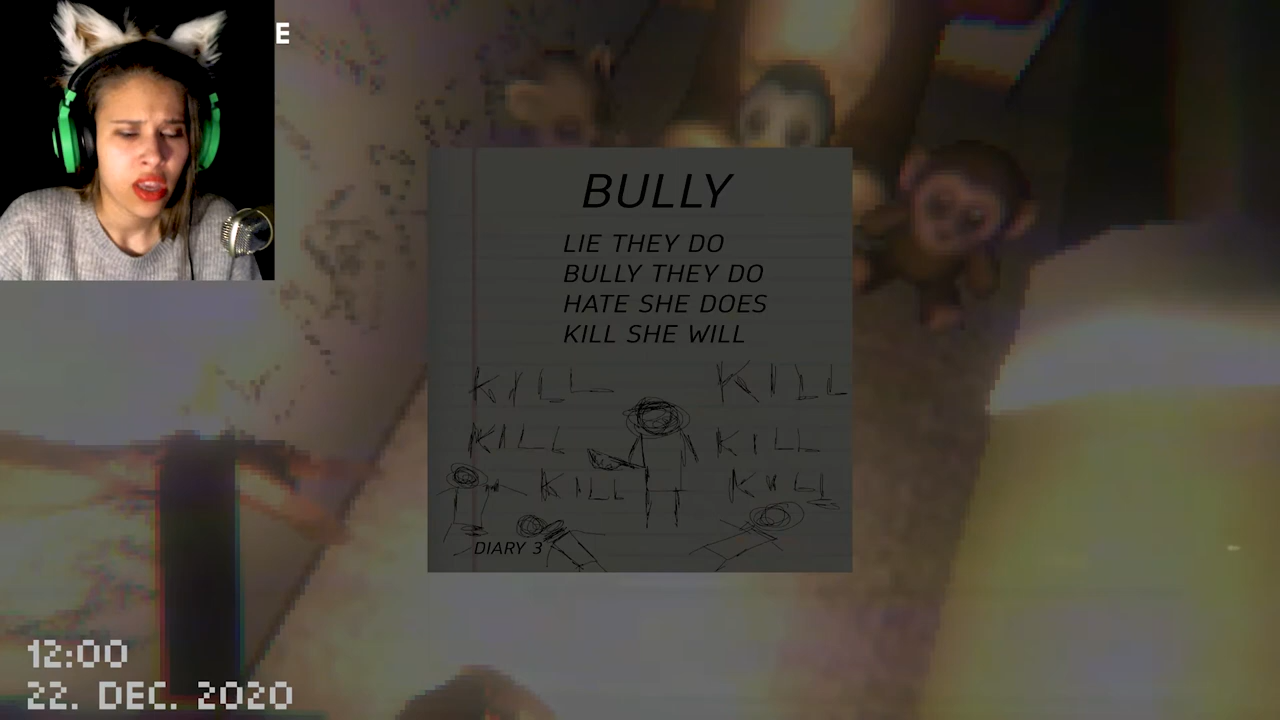 E
BULLY
LIE THEY DO
BULLY THEY DO
HATE SHE DOES
KILL SHE WILL
KILL KILL
KILL KILL
KILL KILL
DIARY 3
12:00
22. DEC. 2020